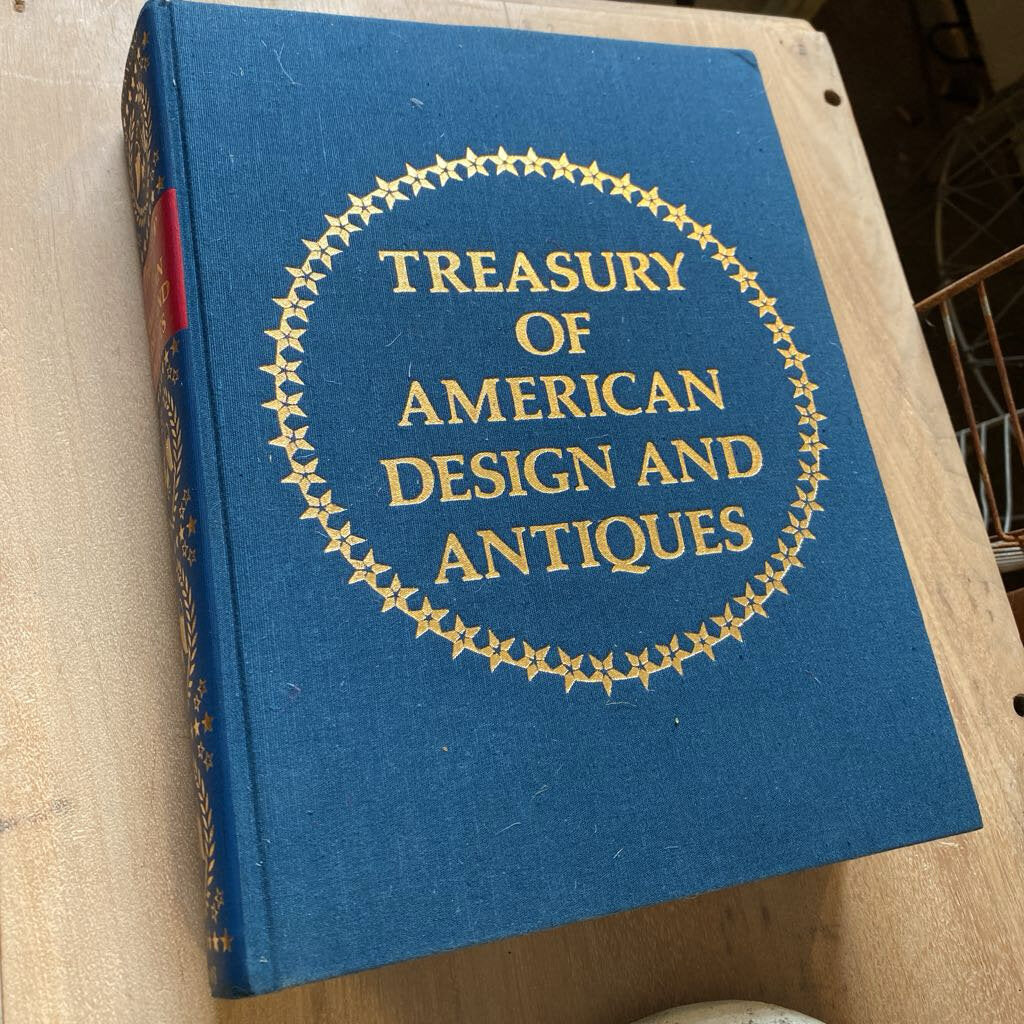 TREASURY
OF
AMERICAN
DESIGN AND
ANTIQUES